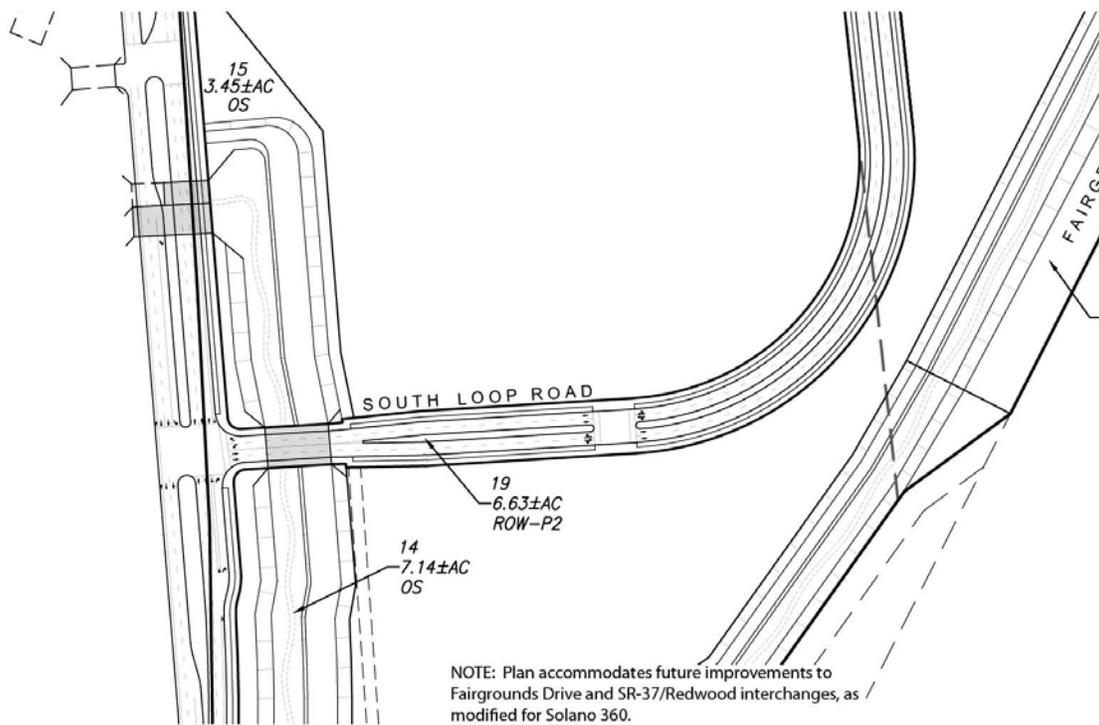 15
3.45±AC
OS
FAIRG
SOUTH LOOP ROAD
19
6.63±AC
ROW-P2
14
7.14±AC
OS
NOTE: Plan accommodates future improvements to
Fairgrounds Drive and SR-37/Redwood interchanges, as
modified for Solano 360.